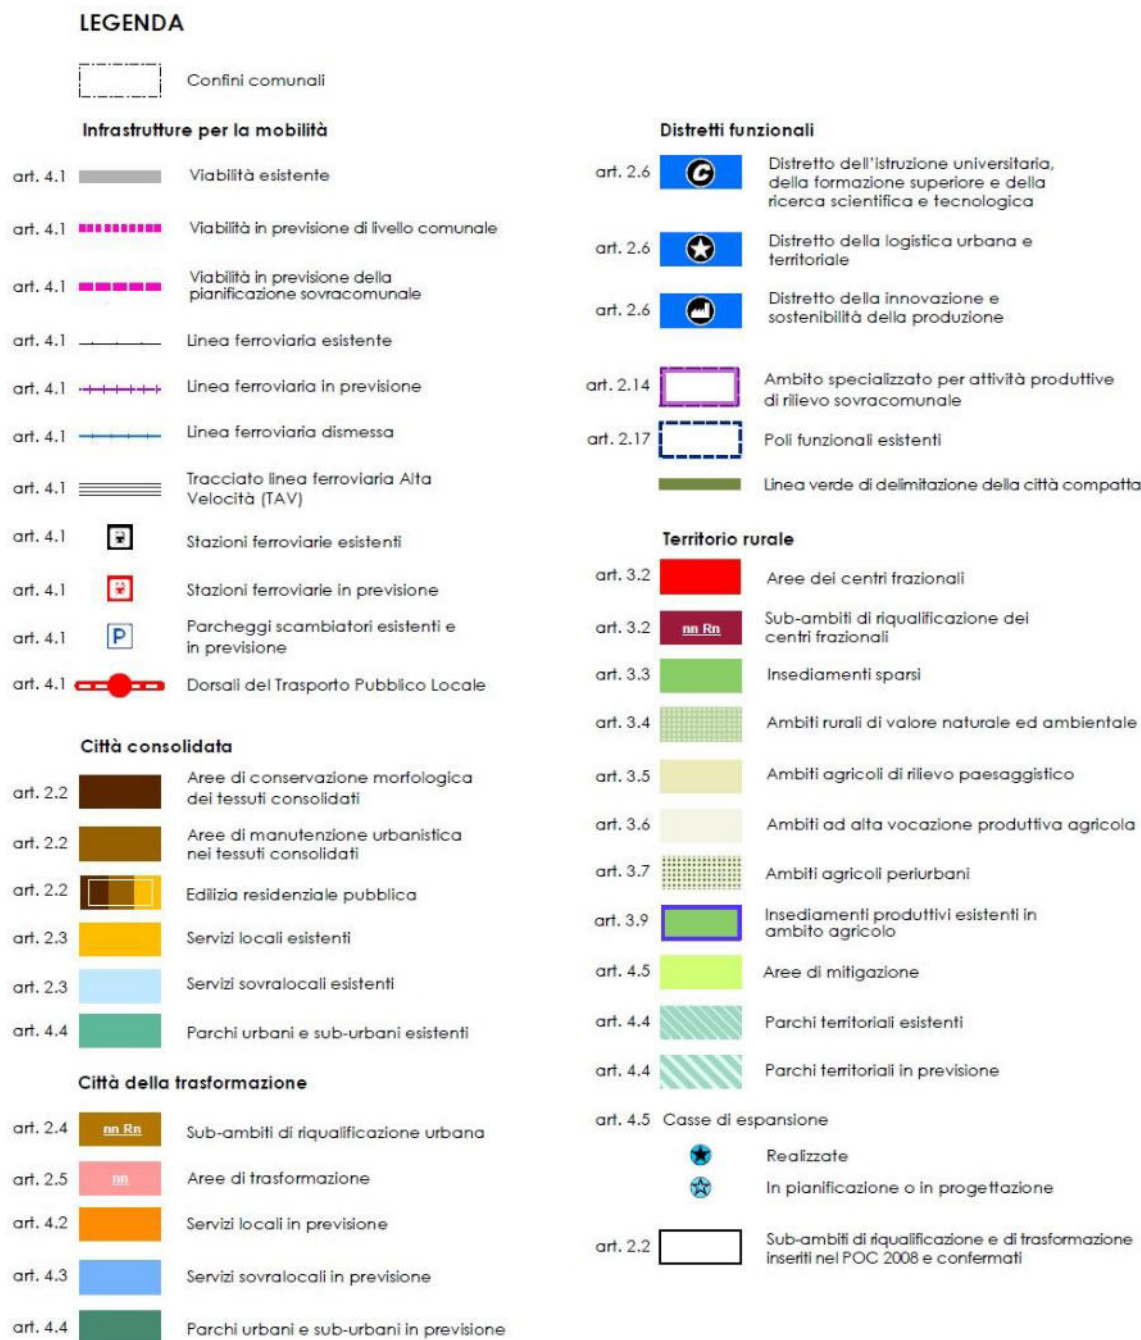 LEGENDA
Confini comunali
Infrastrutture per la mobilità
art. 4.1 Viabilità esistente
art. 4.1 Viabilità in previsione di livello comunale
art. 4.1 Viabilità in previsione della
pianificazione sovracomunale
art. 4.1 Linea ferroviaria esistente
art. 4.1 Linea ferroviaria in previsione
art. 4.1 Linea ferroviaria dismessa
art. 4.1 Tracciato linea ferroviaria Alta
Velocità (TAV)
art. 4.1 Stazioni ferroviarie esistenti
art. 4.1 Stazioni ferroviarie in previsione
art. 4.1 P Parcheggi scambiatori esistenti e
in previsione
art. 4.1 Dorsali del Trasporto Pubblico Locale
Città consolidata
art. 2.2 Aree di conservazione morfologica
dei tessuti consolidati
art. 2.2 Aree di manutenzione urbanistica
nei tessuti consolidati
art. 2.2 Edilizia residenziale pubblica
art. 2.3 Servizi locali esistenti
art. 2.3 Servizi sovralocali esistenti
art. 4.4 Parchi urbani e sub-urbani esistenti
Città della trasformazione
art. 2.4 nn Rn Sub-ambiti di riqualificazione urbana
art. 2.5 nn Aree di trasformazione
art. 4.2 Servizi locali in previsione
art. 4.3 Servizi sovralocali in previsione
art. 4.4 Parchi urbani e sub-urbani in previsione
Distretti funzionali
art. 2.6 C Distretto dell'istruzione universitaria,
della formazione superiore e della
ricerca scientifica e tecnologica
art. 2.6 Distretto della logistica urbana e
territoriale
art. 2.6 Distretto della innovazione e
sostenibilità della produzione
art. 2.14 Ambito specializzato per attività produttive
di rilievo sovracomunale
art. 2.17 Poli funzionali esistenti
Linea verde di delimitazione della città compatta
Territorio rurale
art. 3.2 Aree dei centri frazionali
art. 3.2 nn Rn Sub-ambiti di riqualificazione dei
centri frazionali
art. 3.3 Insediamenti sparsi
art. 3.4 Ambiti rurali di valore naturale ed ambientale
art. 3.5 Ambiti agricoli di rilievo paesaggistico
art. 3.6 Ambiti ad alta vocazione produttiva agricola
art. 3.7 Ambiti agricoli periurbani
art. 3.9 Insediamenti produttivi esistenti in
ambito agricolo
art. 4.5 Aree di mitigazione
art. 4.4 Parchi territoriali esistenti
art. 4.4 Parchi territoriali in previsione
art. 4.5 Casse di espansione
Realizzate
In pianificazione o in progettazione
art. 2.2 Sub-ambiti di riqualificazione e di trasformazione
inseriti nel POC 2008 e confermati